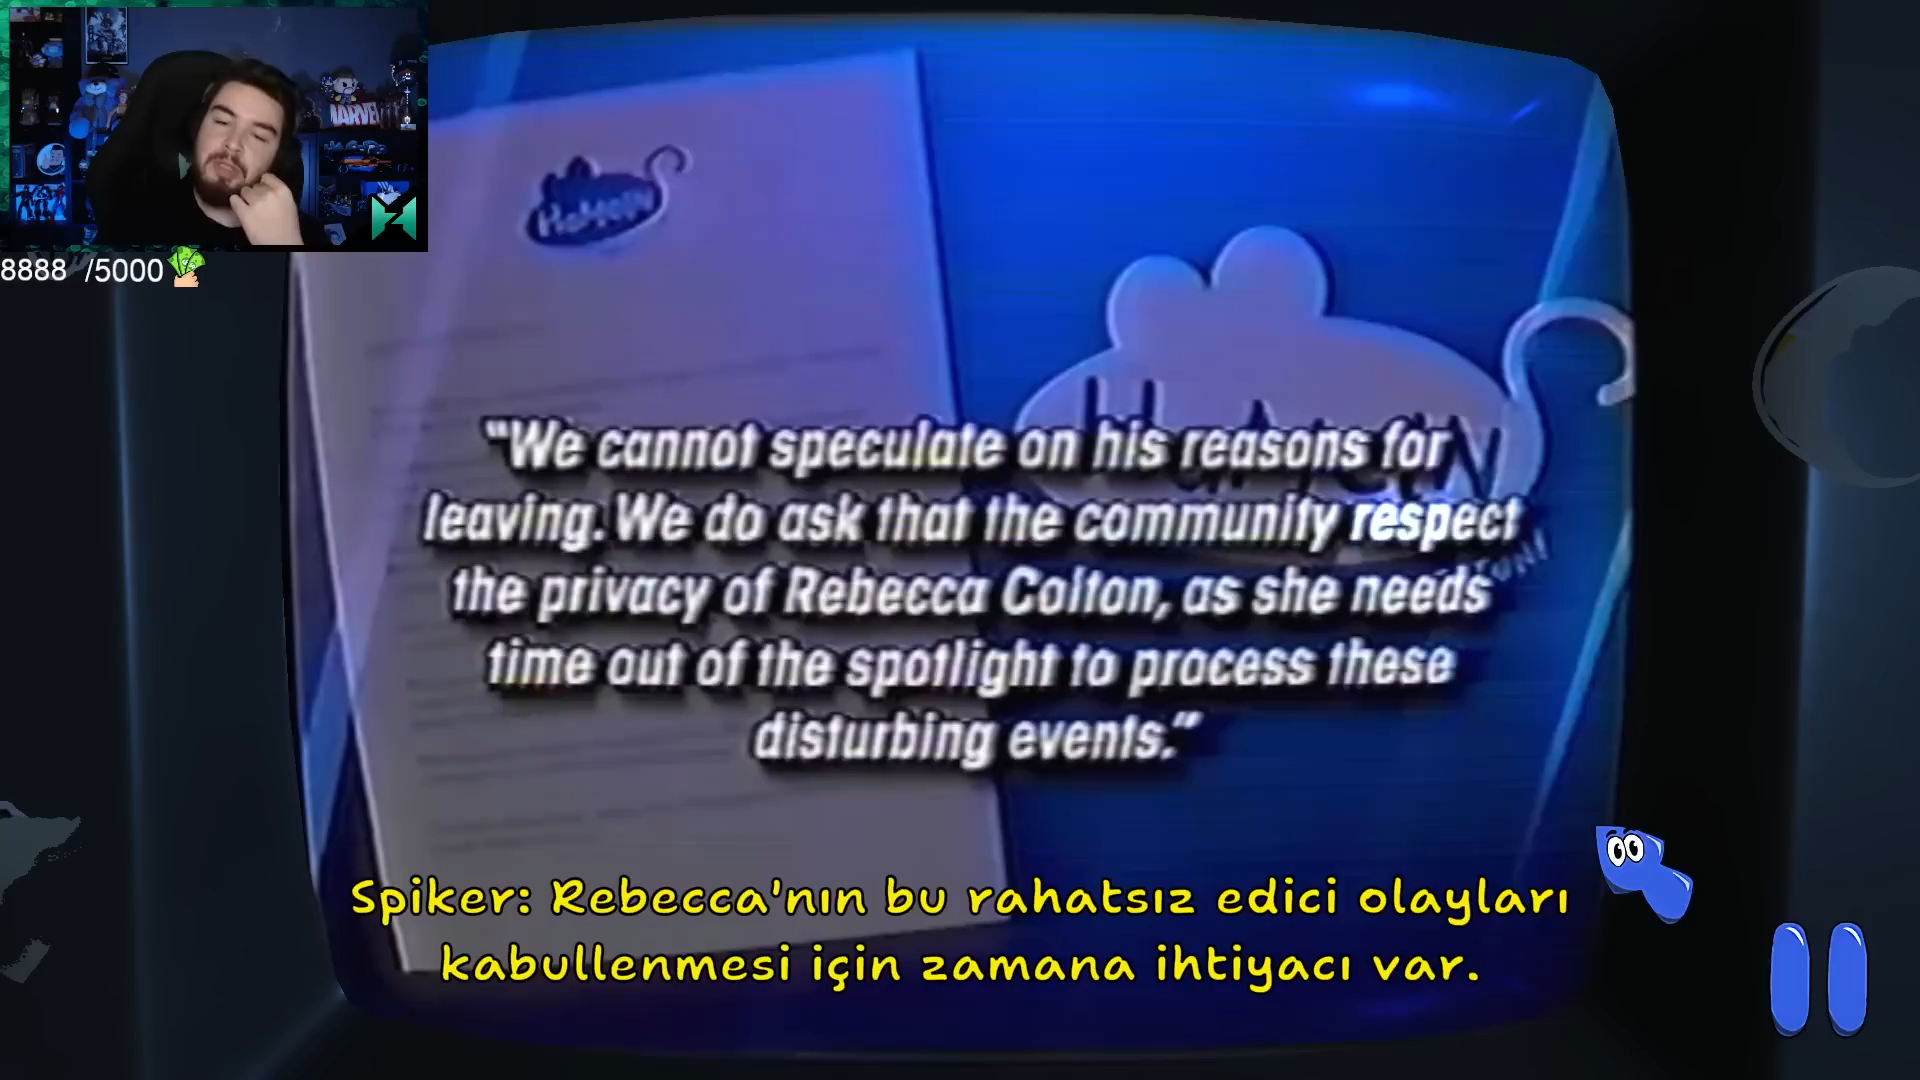 MARVEL
8888 /5000
"We cannot speculate on his reasons for
leaving. We do ask that the community respect
the privacy of Rebecca Colton, as she needs
time out of the spotlight to process these
disturbing events."
Spiker: Rebecca'nın bu rahatsız edici olayları
kabullenmesi için zamana ihtiyacı var.